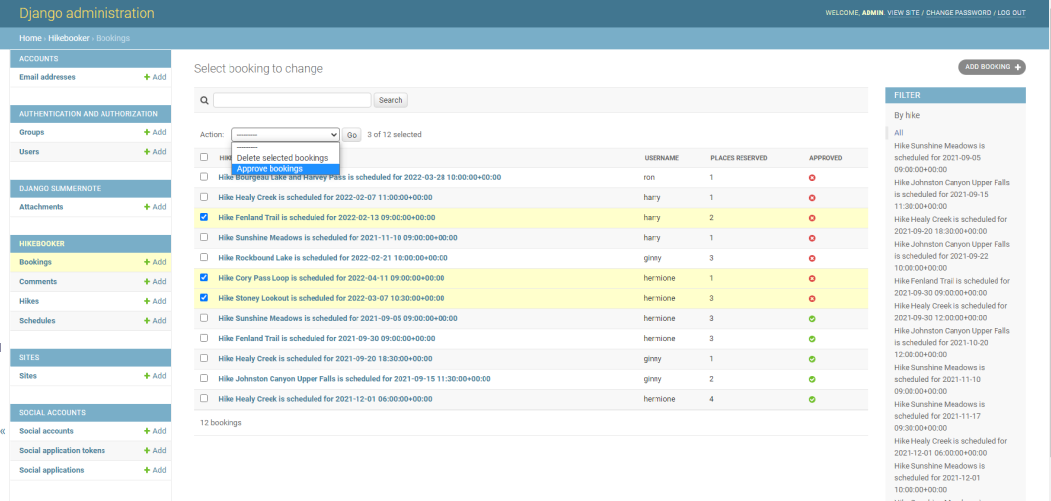 Django administration
WELCOME, ADMIN. VIEW SITE / CHANGE PASSWORD / LOG OUT
Home › Hikebooker › Bookings
ACCOUNTS
Email addresses + Add
AUTHENTICATION AND AUTHORIZATION
Groups + Add
Users + Add
DJANGO SUMMERNOTE
Attachments + Add
HIKEBOOKER
Bookings + Add
Comments + Add
Hikes + Add
Schedules + Add
SITES
Sites + Add
SOCIAL ACCOUNTS
«
Social accounts + Add
Social application tokens + Add
Social applications + Add
Select booking to change
ADD BOOKING +
Search
Action: --------- Go 3 of 12 selected
---------
Delete selected bookings
Approve bookings
USERNAME PLACES RESERVED APPROVED
Hike Bourgeau Lake and Harvey Pass is scheduled for 2022-03-28 10:00:00+00:00 ron 1
Hike Healy Creek is scheduled for 2022-02-07 11:00:00+00:00 harry 1
Hike Fenland Trail is scheduled for 2022-02-13 09:00:00+00:00 harry 2
Hike Sunshine Meadows is scheduled for 2021-11-10 09:00:00+00:00 harry 1
Hike Rockbound Lake is scheduled for 2022-02-21 10:00:00+00:00 ginny 3
Hike Cory Pass Loop is scheduled for 2022-04-11 09:00:00+00:00 hermione 1
Hike Stoney Lookout is scheduled for 2022-03-07 10:30:00+00:00 hermione 3
Hike Sunshine Meadows is scheduled for 2021-09-05 09:00:00+00:00 hermione 3
Hike Fenland Trail is scheduled for 2021-09-30 09:00:00+00:00 hermione 3
Hike Healy Creek is scheduled for 2021-09-20 18:30:00+00:00 ginny 1
Hike Johnston Canyon Upper Falls is scheduled for 2021-09-15 11:30:00+00:00 ginny 2
Hike Healy Creek is scheduled for 2021-12-01 06:00:00+00:00 hermione 4
12 bookings
FILTER
By hike
All
Hike Sunshine Meadows is
scheduled for 2021-09-05
09:00:00+00:00
Hike Johnston Canyon Upper Falls
is scheduled for 2021-09-15
11:30:00+00:00
Hike Healy Creek is scheduled for
2021-09-20 18:30:00+00:00
Hike Johnston Canyon Upper Falls
is scheduled for 2021-09-22
10:00:00+00:00
Hike Fenland Trail is scheduled for
2021-09-30 09:00:00+00:00
Hike Healy Creek is scheduled for
2021-09-30 12:00:00+00:00
Hike Johnston Canyon Upper Falls
is scheduled for 2021-10-20
12:00:00+00:00
Hike Sunshine Meadows is
scheduled for 2021-11-10
09:00:00+00:00
Hike Sunshine Meadows is
scheduled for 2021-11-17
09:30:00+00:00
Hike Healy Creek is scheduled for
2021-12-01 06:00:00+00:00
Hike Sunshine Meadows is
scheduled for 2021-12-01
10:00:00+00:00